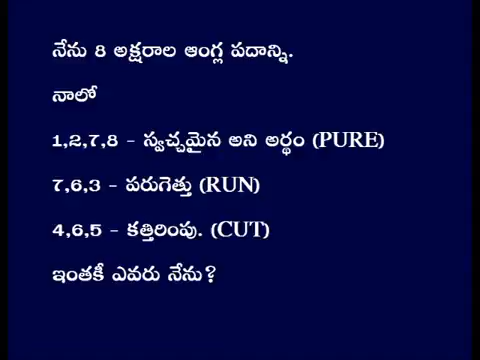 నేను 8 అక్షరాల ఆంగ్ల పదాన్ని.
నాలో
1,2,7,8 - స్వచ్చమైన అని అర్థం (PURE)
7,6,3 - పరుగెత్తు (RUN)
4,6,5 - కత్తిరింపు. (CUT)
ఇంతకీ ఎవరు నేను?